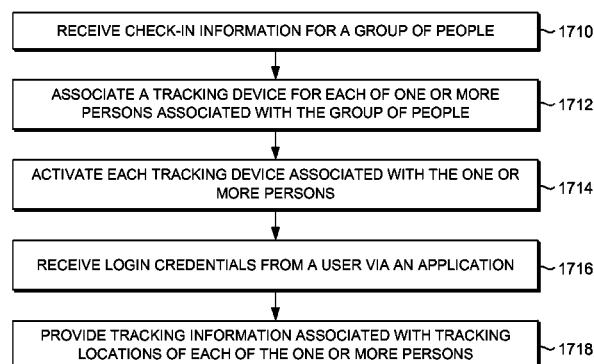 RECEIVE CHECK-IN INFORMATION FOR A GROUP OF PEOPLE
1710
ASSOCIATE A TRACKING DEVICE FOR EACH OF ONE OR MORE
PERSONS ASSOCIATED WITH THE GROUP OF PEOPLE
1712
ACTIVATE EACH TRACKING DEVICE ASSOCIATED WITH THE ONE OR
MORE PERSONS
1714
RECEIVE LOGIN CREDENTIALS FROM A USER VIA AN APPLICATION
1716
PROVIDE TRACKING INFORMATION ASSOCIATED WITH TRACKING
LOCATIONS OF EACH OF THE ONE OR MORE PERSONS
1718